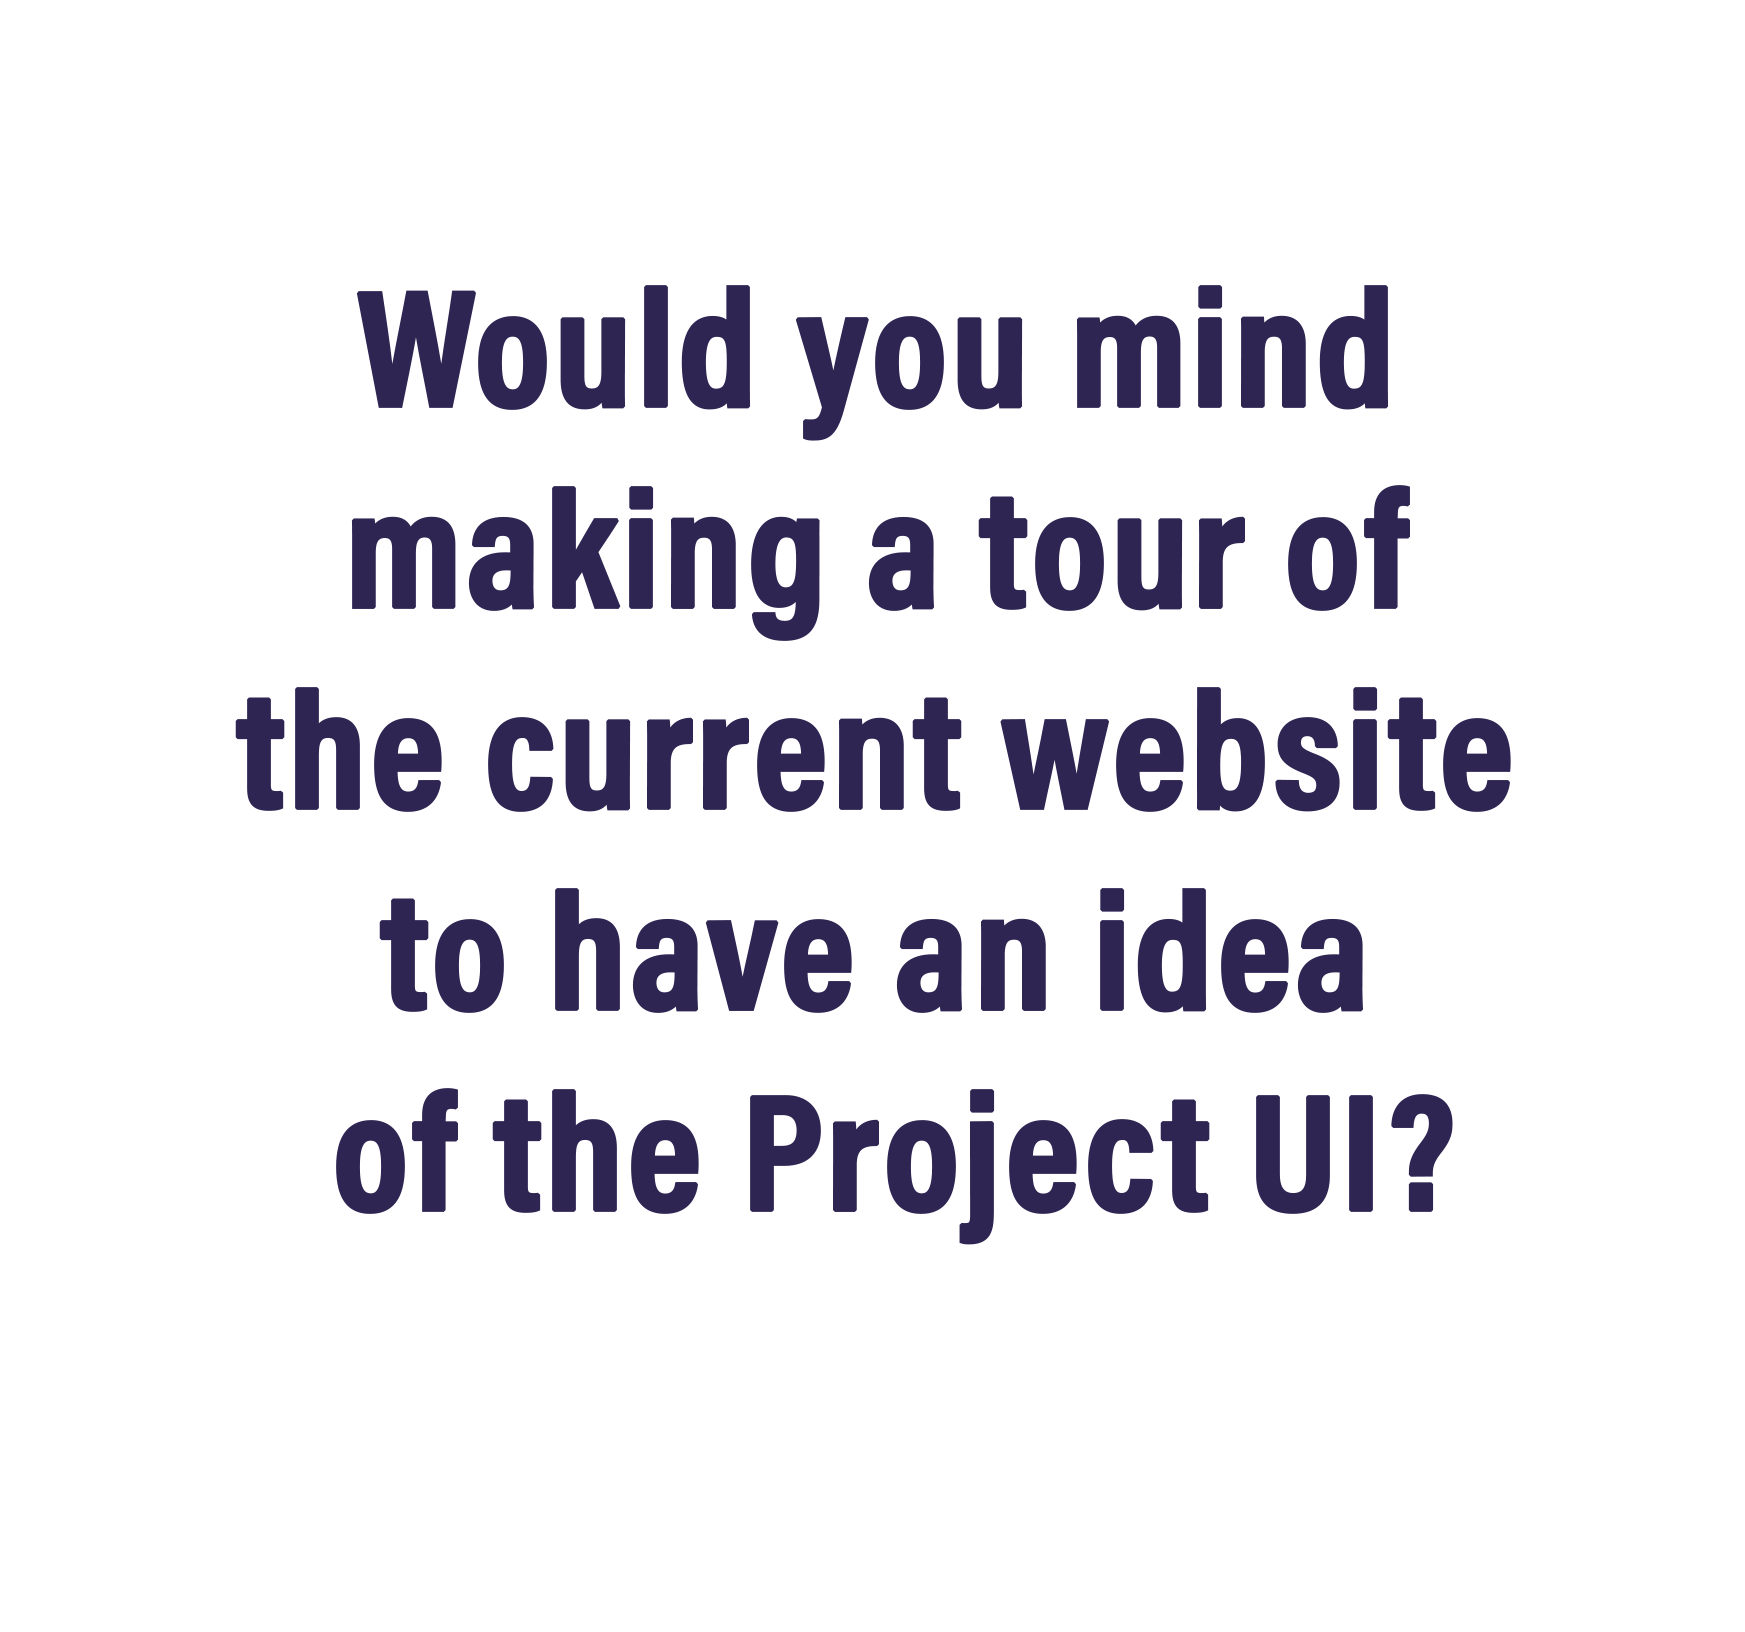 Would you mind
making a tour of
the current website
to have an idea
of the Project UI?